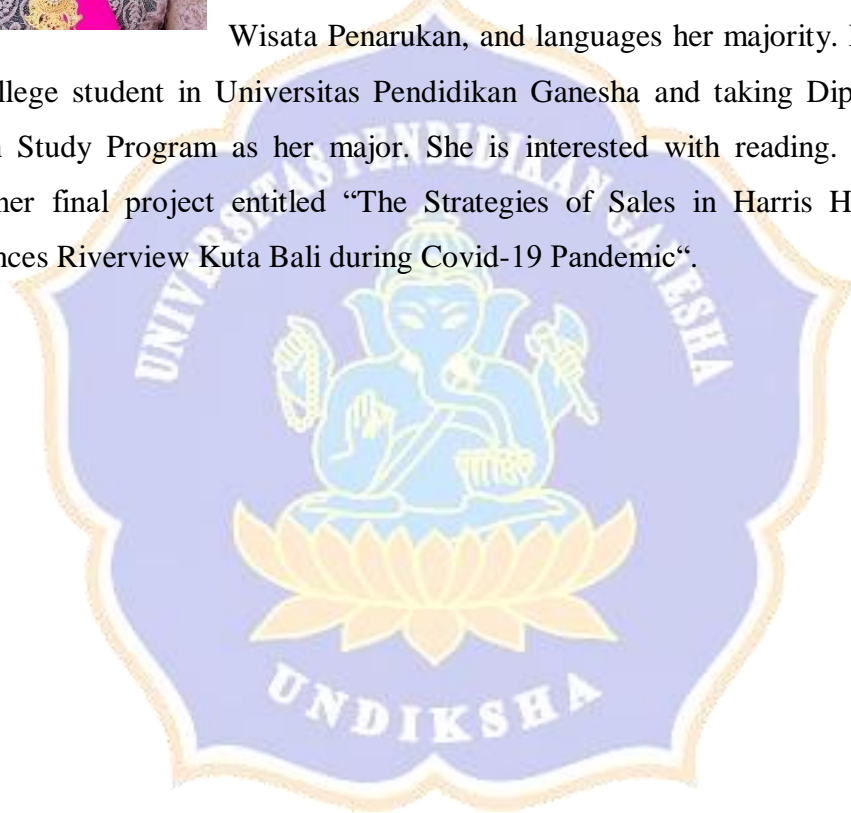 Wisata Penarukan, and languages her majority.
llege student in Universitas Pendidikan Ganesha and taking Dip
Study Program as her major. She is interested with reading.
her final project entitled “The Strategies of Sales in Harris H
nces Riverview Kuta Bali during Covid-19 Pandemic“.
UNIVERSITAS PENDIDIKAN GANESHA
UNDIKSHA